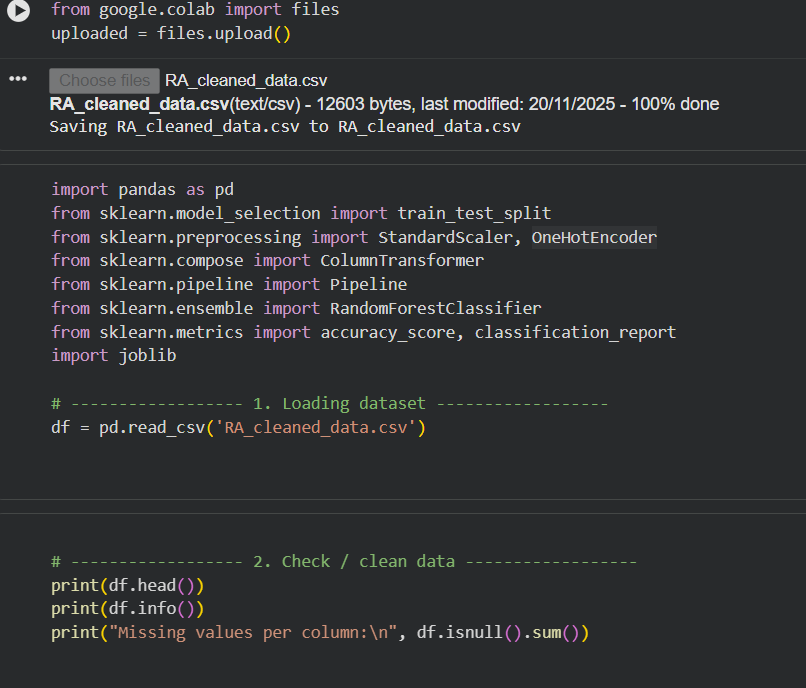 from google.colab import files
uploaded = files.upload()
Choose files RA_cleaned_data.csv
RA_cleaned_data.csv(text/csv) - 12603 bytes, last modified: 20/11/2025 - 100% done
Saving RA_cleaned_data.csv to RA_cleaned_data.csv
import pandas as pd
from sklearn.model_selection import train_test_split
from sklearn.preprocessing import StandardScaler, OneHotEncoder
from sklearn.compose import ColumnTransformer
from sklearn.pipeline import Pipeline
from sklearn.ensemble import RandomForestClassifier
from sklearn.metrics import accuracy_score, classification_report
import joblib
# ------------------ 1. Loading dataset ------------------
df = pd.read_csv('RA_cleaned_data.csv')
# ------------------ 2. Check / clean data ------------------
print(df.head())
print(df.info())
print("Missing values per column:\n", df.isnull().sum())